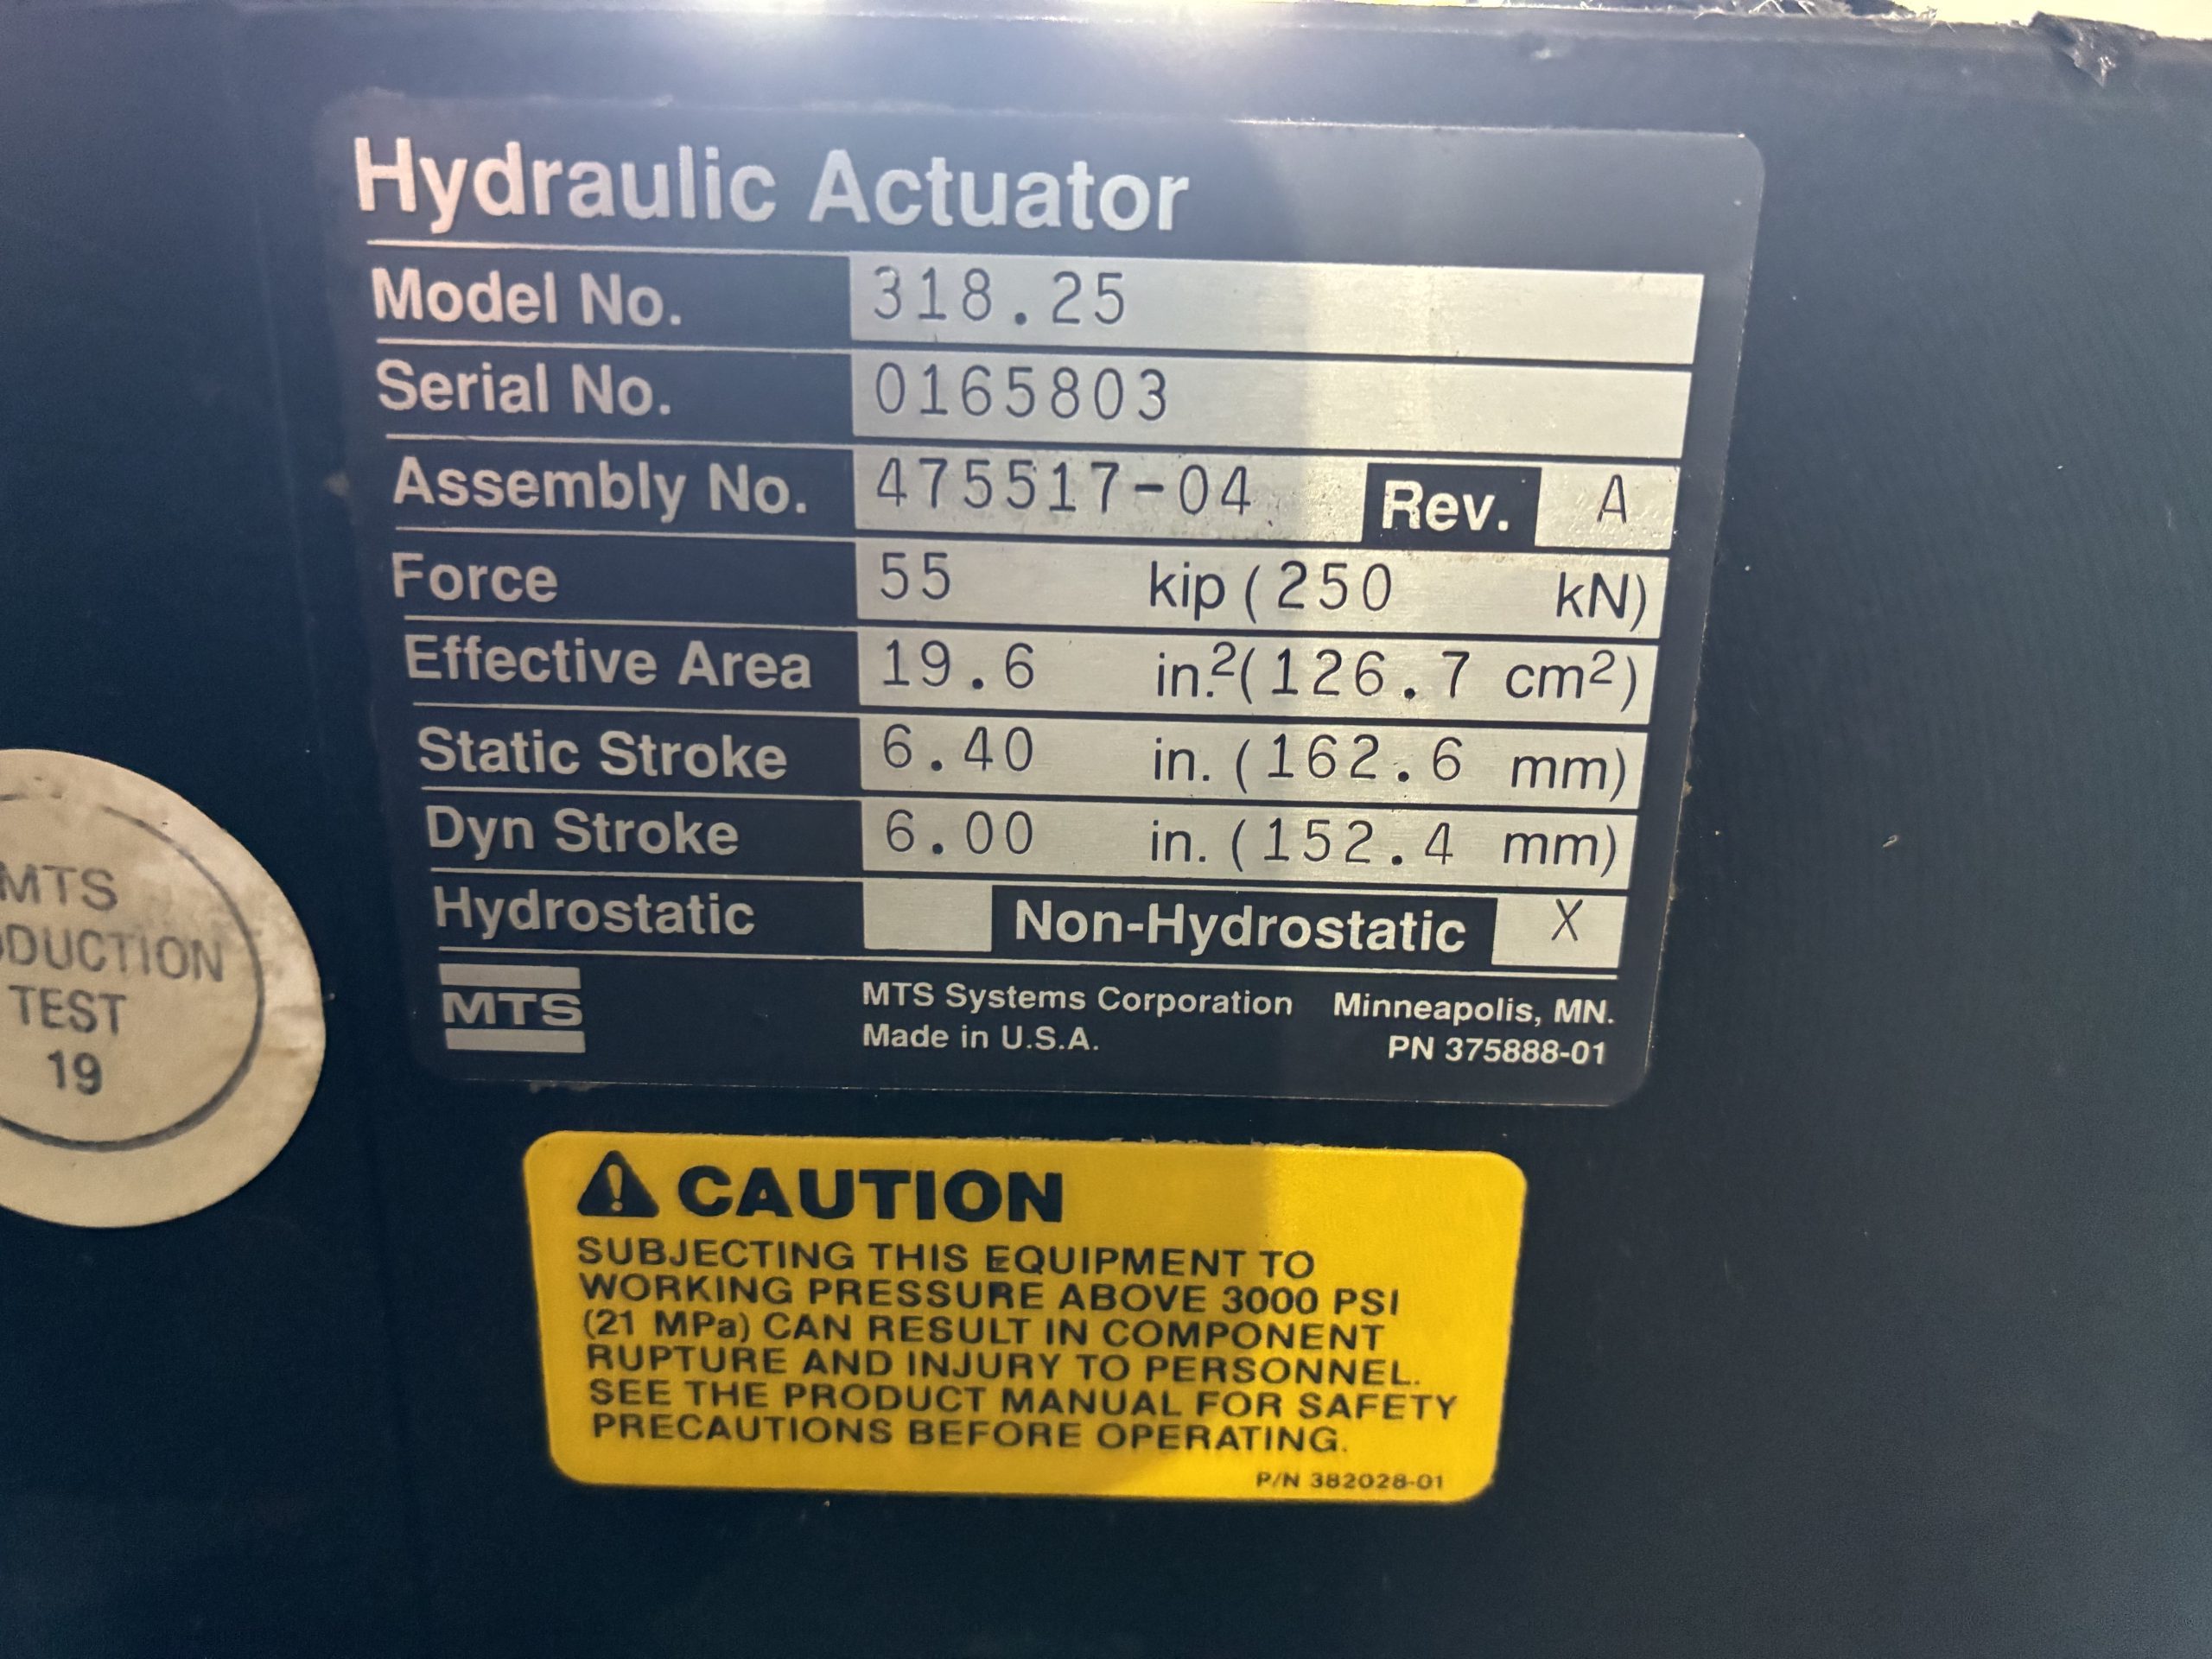 Hydraulic Actuator
Model No. 318.25
Serial No. 0165803
Assembly No. 475517-04 Rev. A
Force 55 kip (250 kN)
Effective Area 19.6 in.²(126.7 cm²)
Static Stroke 6.40 in. (162.6 mm)
Dyn Stroke 6.00 in. (152.4 mm)
Hydrostatic Non-Hydrostatic X
MTS
MTS Systems Corporation Minneapolis, MN.
Made in U.S.A. PN 375888-01
MTS
DUCTION
TEST
19
CAUTION
SUBJECTING THIS EQUIPMENT TO
WORKING PRESSURE ABOVE 3000 PSI
(21 MPa) CAN RESULT IN COMPONENT
RUPTURE AND INJURY TO PERSONNEL.
SEE THE PRODUCT MANUAL FOR SAFETY
PRECAUTIONS BEFORE OPERATING.
P/N 382028-01